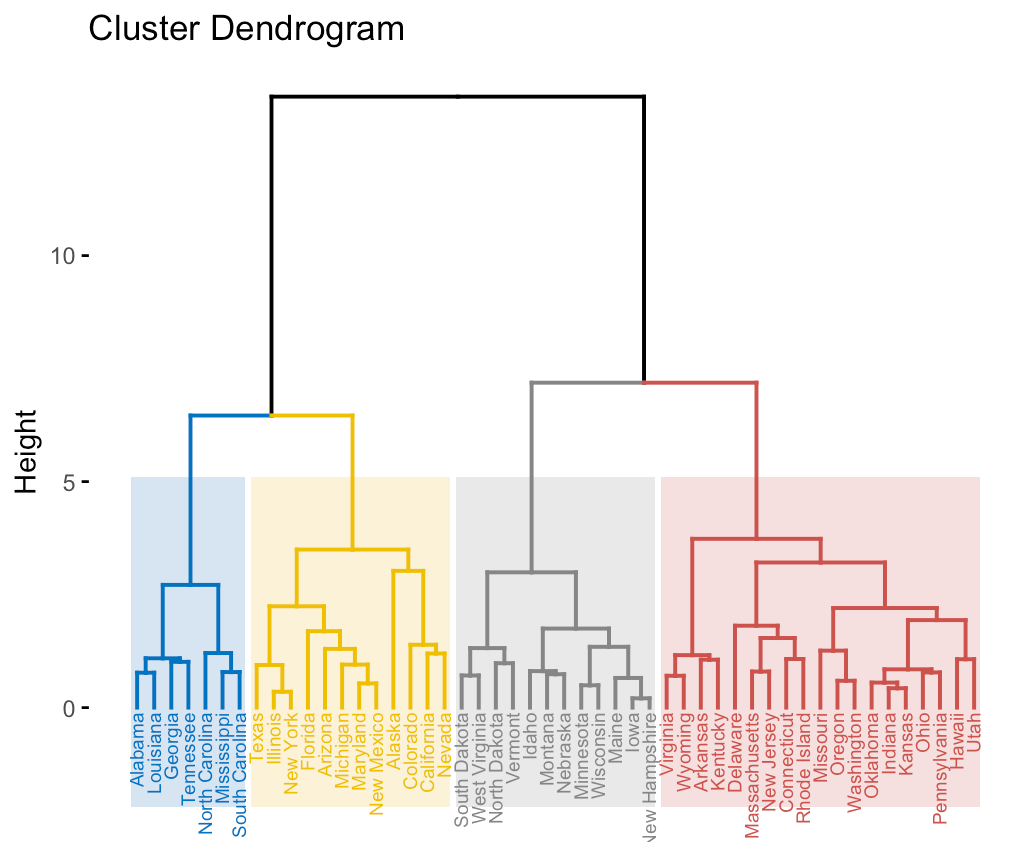 Cluster Dendrogram
Height
10
5
0
Alabama
Louisiana
Georgia
Tennessee
North Carolina
Mississippi
South Carolina
Texas
Illinois
New York
Florida
Arizona
Michigan
Maryland
New Mexico
Alaska
Colorado
California
Nevada
South Dakota
West Virginia
North Dakota
Vermont
Idaho
Montana
Nebraska
Minnesota
Wisconsin
Maine
Iowa
New Hampshire
Virginia
Wyoming
Arkansas
Kentucky
Delaware
Massachusetts
New Jersey
Connecticut
Rhode Island
Missouri
Oregon
Washington
Oklahoma
Indiana
Kansas
Ohio
Pennsylvania
Hawaii
Utah